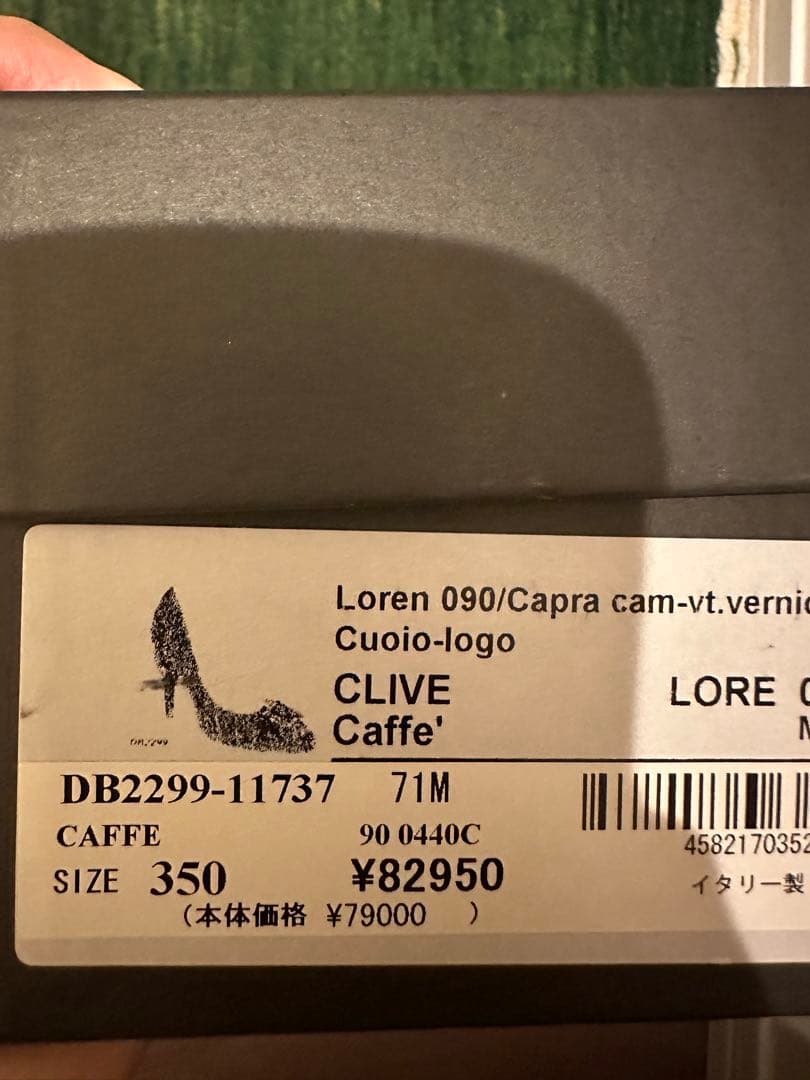 Loren 090/Capra cam-vt.vernic
Cuoio-logo
CLIVE LORE
Caffe'
DB2299-11737 71M
CAFFE 90 0440C
4582170352
SIZE 350 ¥82950 イタリー製
(本体価格 ¥79000 )